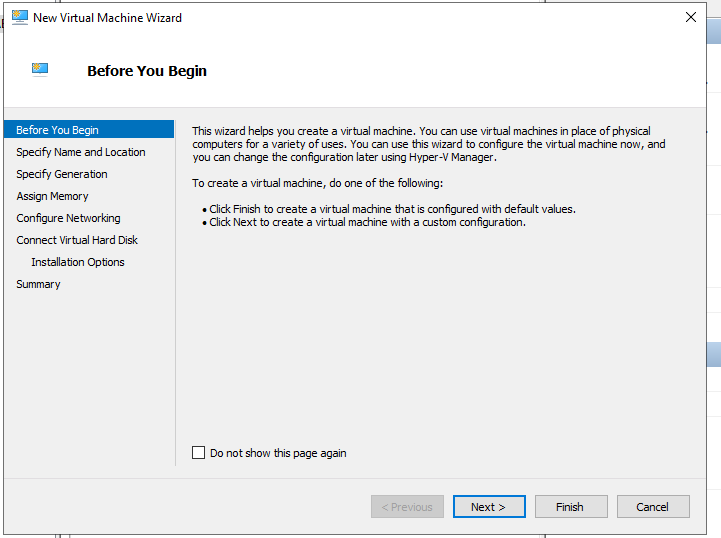 New Virtual Machine Wizard
Before You Begin
Before You Begin
Specify Name and Location
Specify Generation
Assign Memory
Configure Networking
Connect Virtual Hard Disk
Installation Options
Summary
This wizard helps you create a virtual machine. You can use virtual machines in place of physical
computers for a variety of uses. You can use this wizard to configure the virtual machine now, and
you can change the configuration later using Hyper-V Manager.
To create a virtual machine, do one of the following:
• Click Finish to create a virtual machine that is configured with default values.
• Click Next to create a virtual machine with a custom configuration.
Do not show this page again
< Previous
Next >
Finish
Cancel